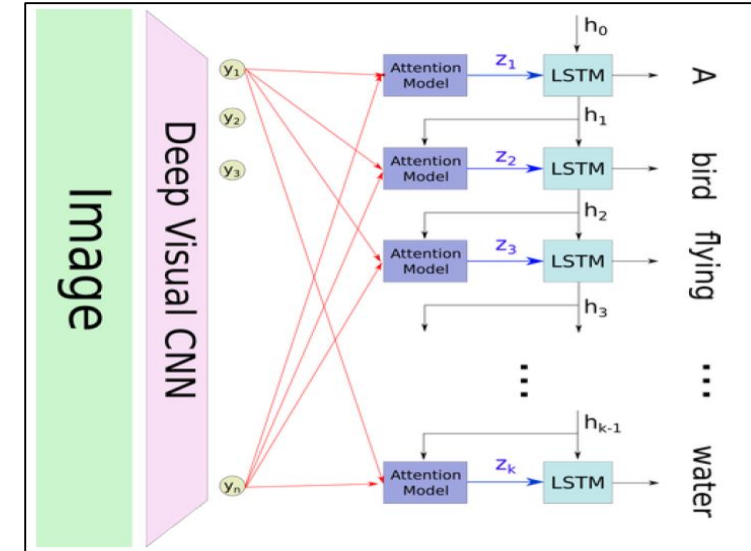 Image
Deep Visual CNN
y1
y2
y3
yn
h0
Attention Model
z1
LSTM
A
h1
Attention Model
z2
LSTM
bird
h2
Attention Model
z3
LSTM
flying
h3
...
...
hk-1
Attention Model
zk
LSTM
water